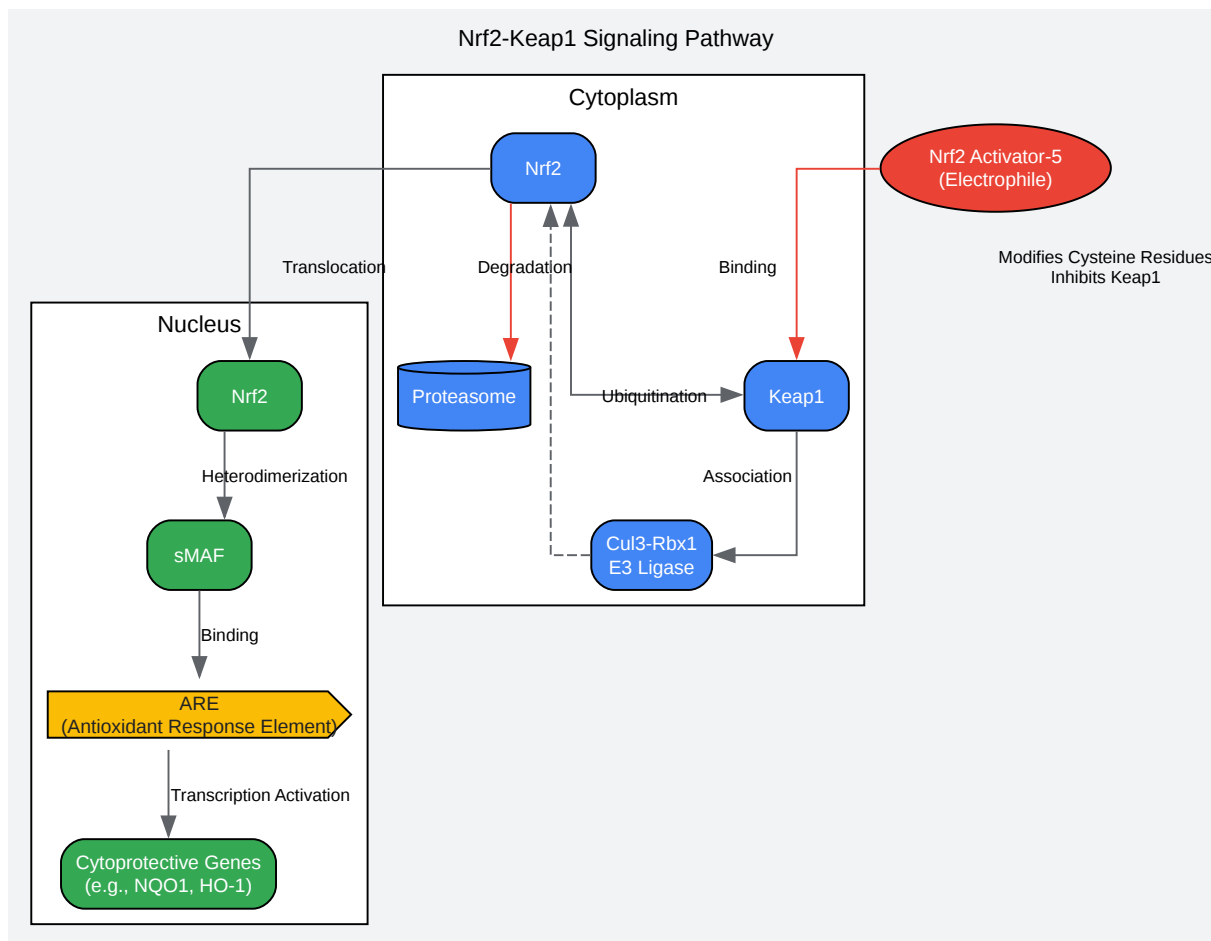 Nrf2-Keap1 Signaling Pathway
Cytoplasm
Nrf2
Nrf2 Activator-5
(Electrophile)
Modifies Cysteine Residues
Inhibits Keap1
Translocation
Degradation
Binding
Nucleus
Nrf2
Proteasome
Ubiquitination
Keap1
Heterodimerization
Association
sMAF
Cul3-Rbx1
E3 Ligase
Binding
ARE
(Antioxidant Response Element)
Transcription Activation
Cytoprotective Genes
(e.g., NQO1, HO-1)